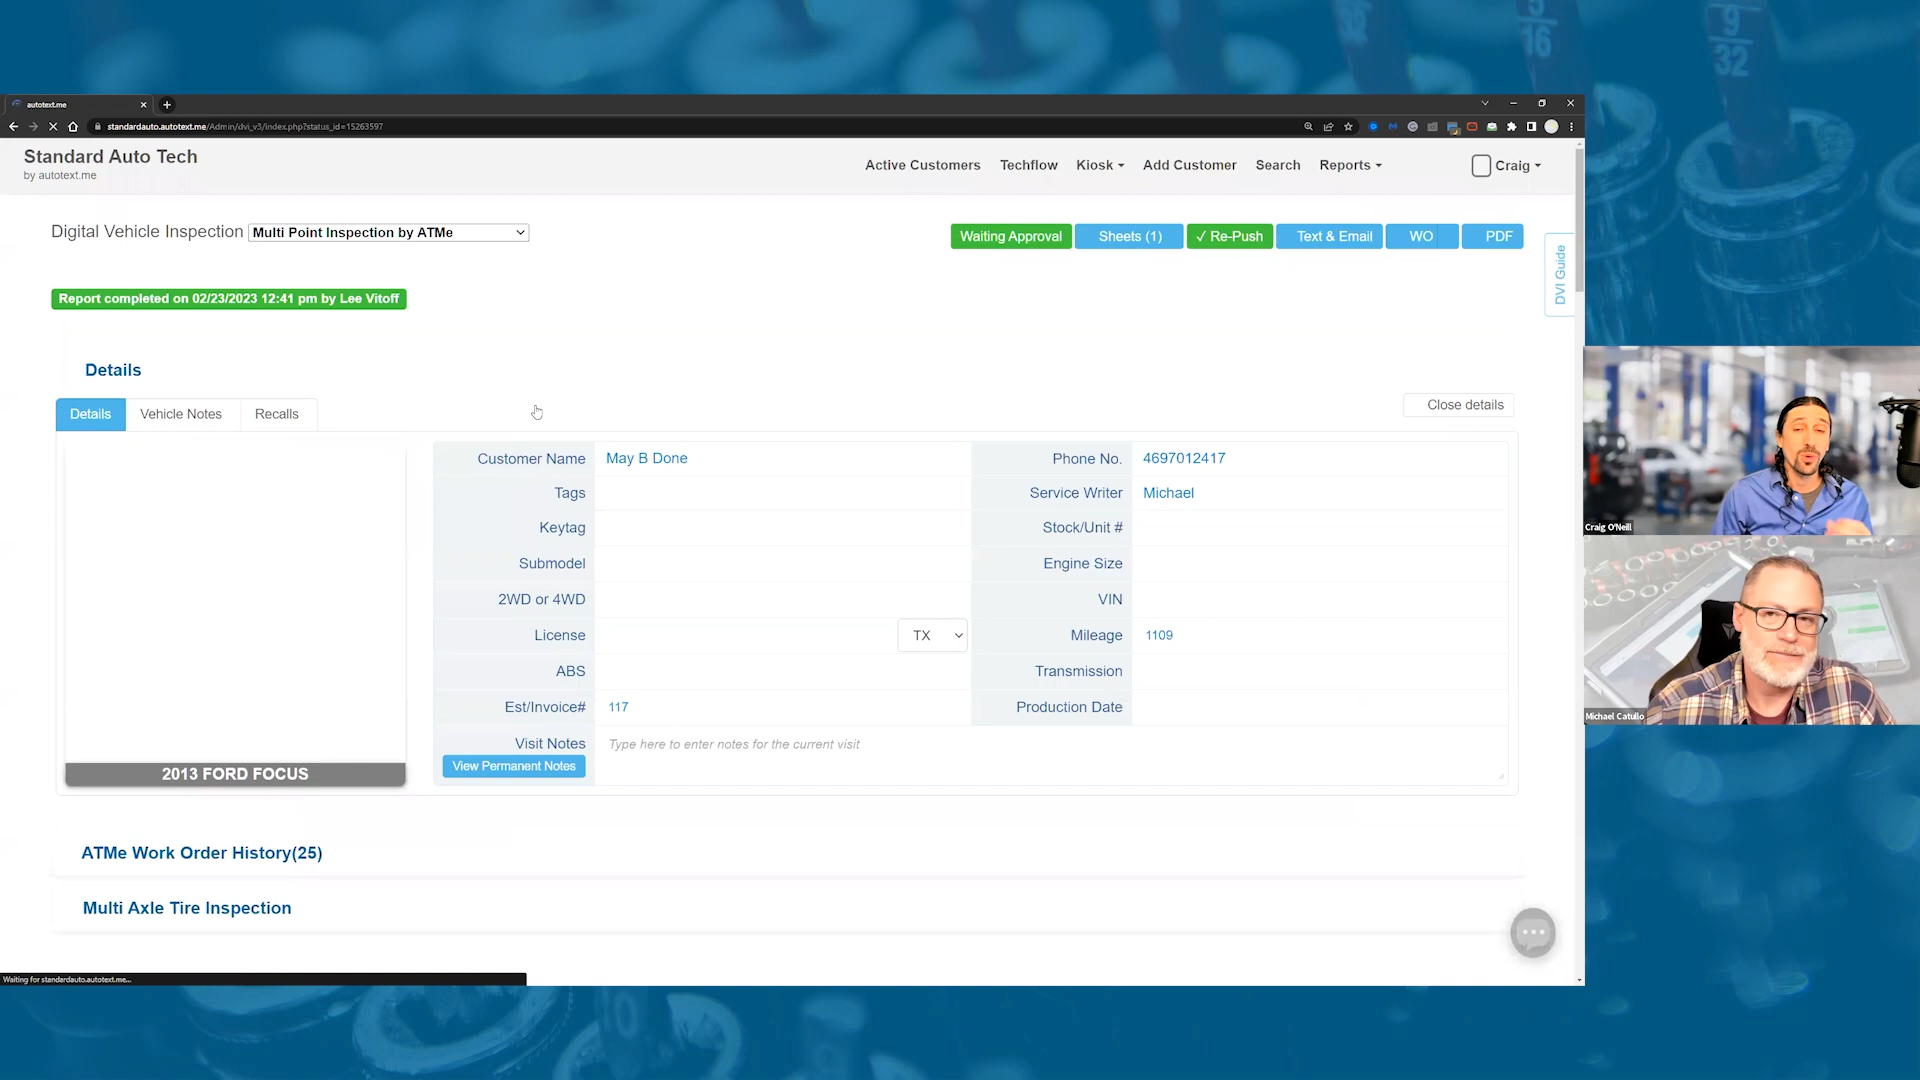 5
16
9
32
32
autotext.me
standardauto.autotext.me/Admin/dvi_v3/index.php?status_id=15263597
Standard Auto Tech
by autotext.me
Active Customers Techflow Kiosk Add Customer Search Reports Craig
Digital Vehicle Inspection Multi Point Inspection by ATMe
Waiting Approval Sheets (1) ✓ Re-Push Text & Email WO PDF
DVI Guide
Report completed on 02/23/2023 12:41 pm by Lee Vitoff
Details
Details Vehicle Notes Recalls
Close details
Customer Name May B Done Phone No. 4697012417
Tags Service Writer Michael
Keytag Stock/Unit #
Submodel Engine Size
2WD or 4WD VIN
License TX Mileage 1109
ABS Transmission
Est/Invoice# 117 Production Date
Visit Notes Type here to enter notes for the current visit
View Permanent Notes
2013 FORD FOCUS
ATMe Work Order History(25)
Multi Axle Tire Inspection
Waiting for standardauto.autotext.me...
Craig O'Neill
Michael Catullo